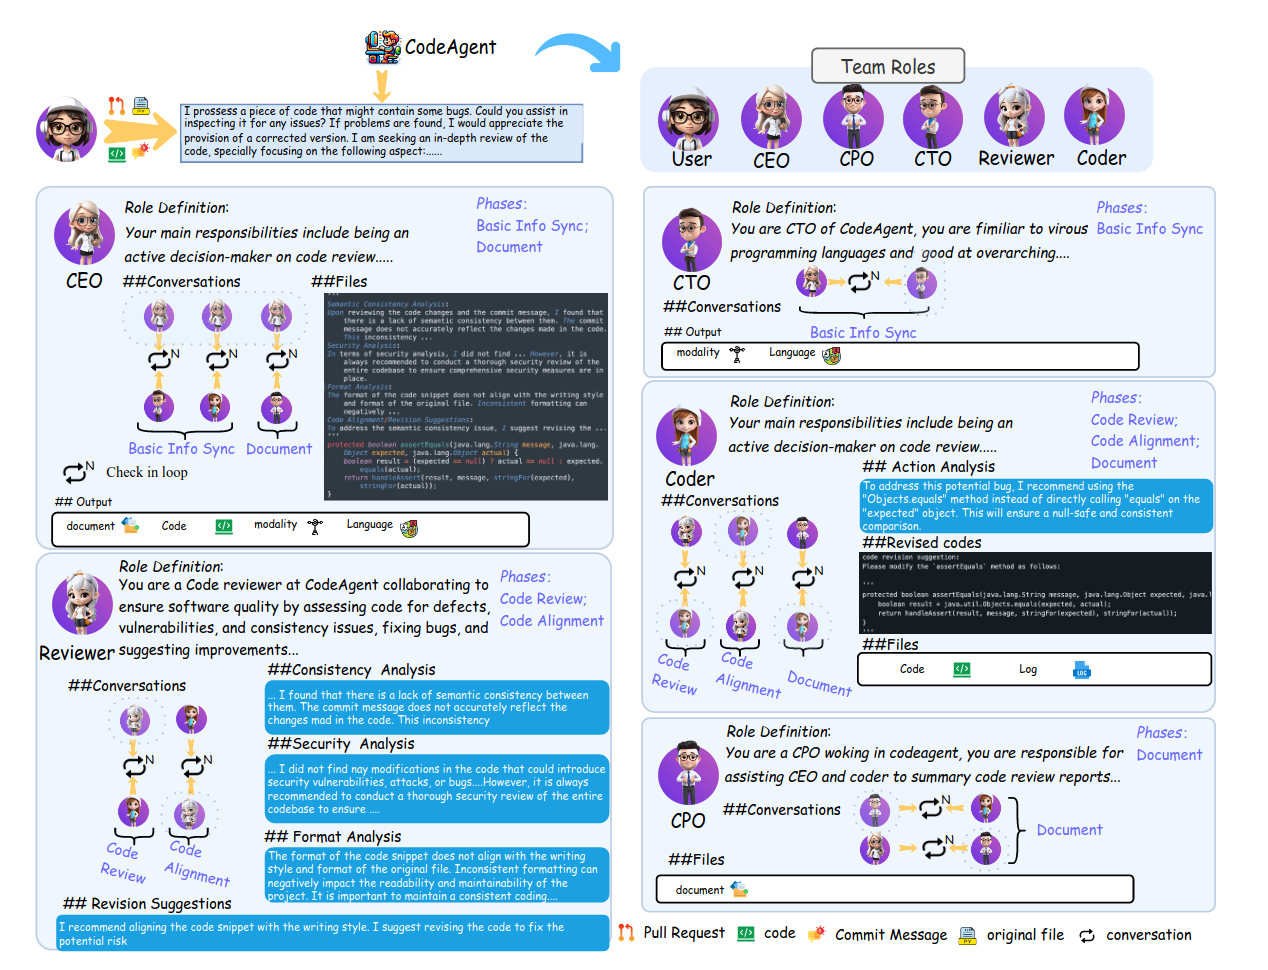 CodeAgent
I prossess a piece of code that might contain some bugs. Could you assist in
inspecting it for any issues? If problems are found, I would appreciate the
provision of a corrected version. I am seeking an in-depth review of the
code, specially focusing on the following aspect:......
Team Roles
User
CEO
CPO
CTO
Reviewer
Coder
Role Definition:
Your main responsibilities include being an
active decision-maker on code review.....
Phases:
Basic Info Sync;
Document
CEO
##Conversations
##Files
N
N
N
Basic Info Sync
Document
N
Check in loop
'''
Semantic Consistency Analysis:
Upon reviewing the code changes and the commit message, I found that
there is a lack of semantic consistency between them. The commit
message does not accurately reflect the changes made in the code.
This inconsistency ...
Security Analysis:
In terms of security analysis, I did not find ... However, it is
always recommended to conduct a thorough security review of the
entire codebase to ensure comprehensive security measures are in
place.
Format Analysis:
The format of the code snippet does not align with the writing style
and format of the original file. Inconsistent formatting can
negatively ...
Code Alignment/Revision Suggestions:
To address the semantic consistency issue, I suggest revising the ...
'''
protected boolean assertEquals(java.lang.String message, java.lang.
Object expected, java.lang.Object actual) {
boolean result = (expected == null) ? actual == null : expected.
equals(actual);
return handleAssert(result, message, stringFor(expected),
stringFor(actual));
}
## Output
document
Code
modality
Language
Role Definition:
You are a Code reviewer at CodeAgent collaborating to
ensure software quality by assessing code for defects,
vulnerabilities, and consistency issues, fixing bugs, and
suggesting improvements...
Phases:
Code Review;
Code Alignment
Reviewer
##Conversations
N
N
Code
Review
Code
Alignment
##Consistency Analysis
... I found that there is a lack of semantic consistency between
them. The commit message does not accurately reflect the
changes mad in the code. This inconsistency
##Security Analysis
... I did not find nay modifications in the code that could introduce
security vulnerabilities, attacks, or bugs....However, it is always
recommended to conduct a thorough security review of the entire
codebase to ensure ....
## Format Analysis
The format of the code snippet does not align with the writing
style and format of the original file. Inconsistent formatting can
negatively impact the readability and maintainability of the
project. It is important to maintain a consistent coding....
## Revision Suggestions
I recommend aligning the code snippet with the writing style. I suggest revising the code to fix the
potential risk
Role Definition:
You are CTO of CodeAgent, you are fimiliar to virous
programming languages and good at overarching....
Phases:
Basic Info Sync
CTO
##Conversations
N
Basic Info Sync
## Output
modality
Language
Role Definition:
Your main responsibilities include being an
active decision-maker on code review.....
Phases:
Code Review;
Code Alignment;
Document
Coder
##Conversations
N
N
N
Code
Review
Code
Alignment
Document
## Action Analysis
To address this potential bug, I recommend using the
"Objects.equals" method instead of directly calling "equals" on the
"expected" object. This will ensure a null-safe and consistent
comparison.
##Revised codes
code revision suggestion:
Please modify the `assertEquals` method as follows:
'''
protected boolean assertEquals(java.lang.String message, java.lang.Object expected, java.l
boolean result = java.util.Objects.equals(expected, actual);
return handleAssert(result, message, stringFor(expected), stringFor(actual));
}
'''
##Files
Code
Log
LOG
Role Definition:
You are a CPO woking in codeagent, you are responsible for
assisting CEO and coder to summary code review reports...
Phases:
Document
CPO
##Conversations
N
N
Document
##Files
document
Pull Request
code
Commit Message
original file
conversation